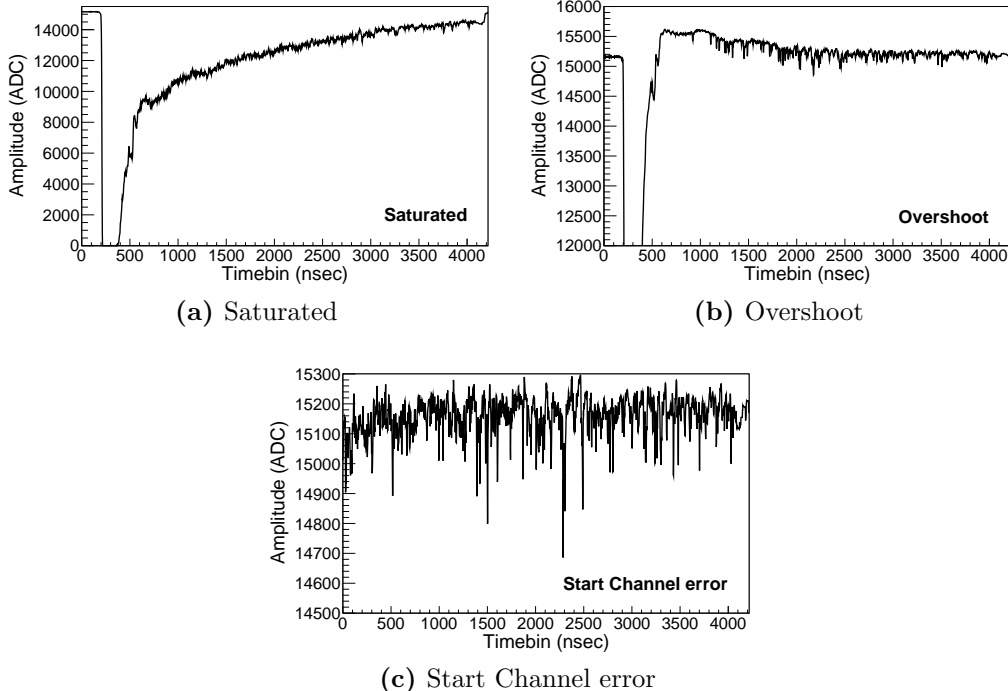 Amplitude (ADC)
14000
12000
10000
8000
6000
4000
2000
0
0 500 1000 1500 2000 2500 3000 3500 4000
Timebin (nsec)
Saturated
(a) Saturated
Amplitude (ADC)
16000
15500
15000
14500
14000
13500
13000
12500
12000
0 500 1000 1500 2000 2500 3000 3500 4000
Timebin (nsec)
Overshoot
(b) Overshoot
Amplitude (ADC)
15300
15200
15100
15000
14900
14800
14700
14600
14500
0 500 1000 1500 2000 2500 3000 3500 4000
Timebin (nsec)
Start Channel error
(c) Start Channel error